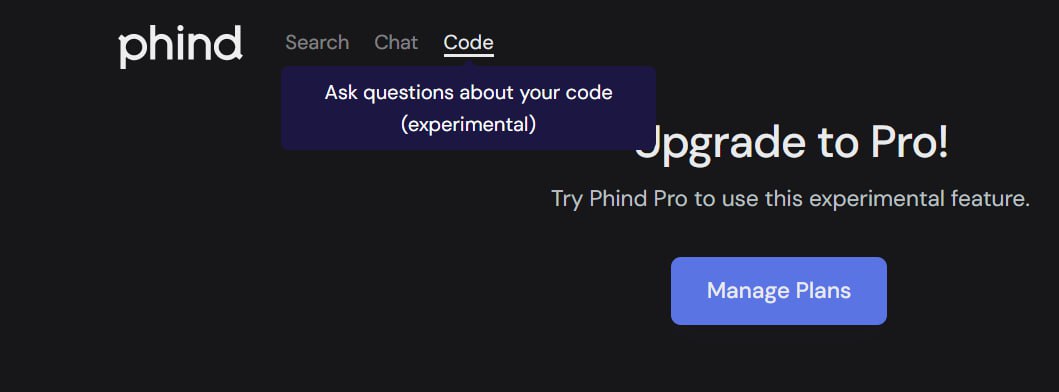 phind
Search Chat Code
Ask questions about your code
(experimental)
Upgrade to Pro!
Try Phind Pro to use this experimental feature.
Manage Plans